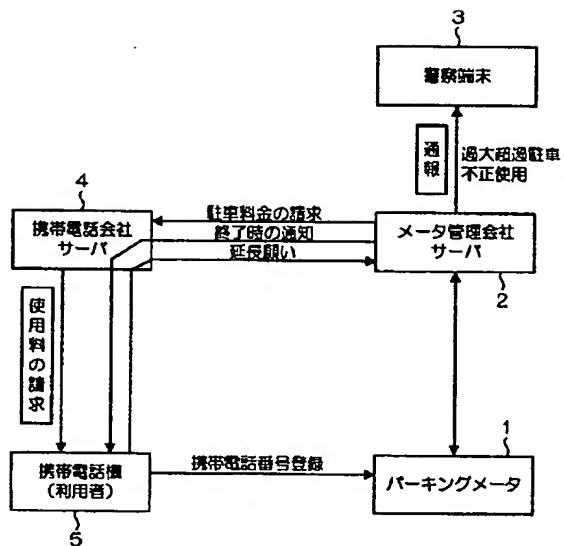 3
警察端末
通報
過大超過駐車
不正使用
4
携帯電話会社
サーバ
駐車料金の請求
終了時の通知
延長願い
メータ管理会社
サーバ
2
使用料の請求
1
携帯電話機
(利用者)
5
携帯電話番号登録
パーキングメータ